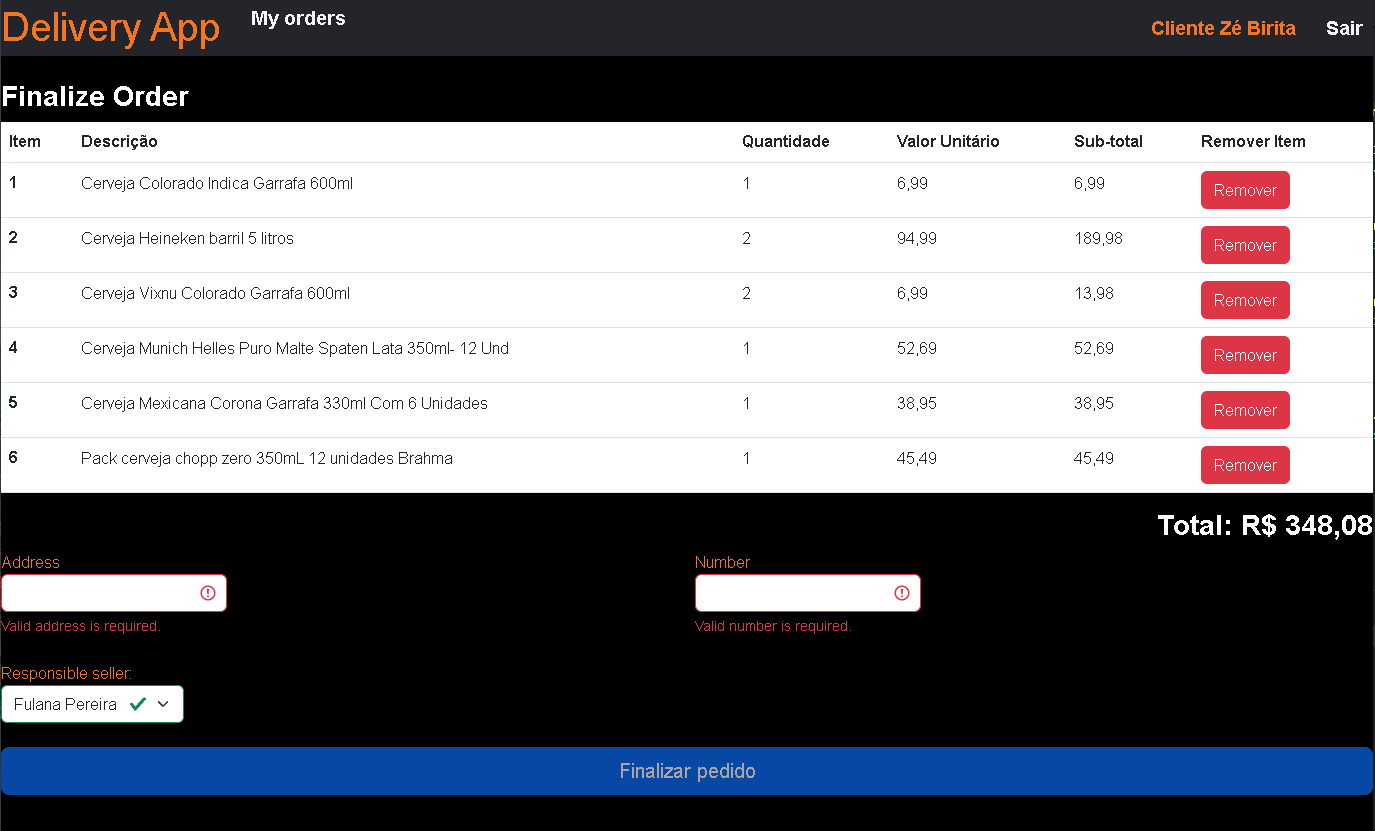 Delivery App My orders Cliente Zé Birita Sair
Finalize Order
Item Descrição Quantidade Valor Unitário Sub-total Remover Item
1 Cerveja Colorado Indica Garrafa 600ml 1 6,99 6,99 Remover
2 Cerveja Heineken barril 5 litros 2 94,99 189,98 Remover
3 Cerveja Vixnu Colorado Garrafa 600ml 2 6,99 13,98 Remover
4 Cerveja Munich Helles Puro Malte Spaten Lata 350ml- 12 Und 1 52,69 52,69 Remover
5 Cerveja Mexicana Corona Garrafa 330ml Com 6 Unidades 1 38,95 38,95 Remover
6 Pack cerveja chopp zero 350mL 12 unidades Brahma 1 45,49 45,49 Remover
Total: R$ 348,08
Address Number
Valid address is required. Valid number is required.
Responsible seller:
Fulana Pereira
Finalizar pedido